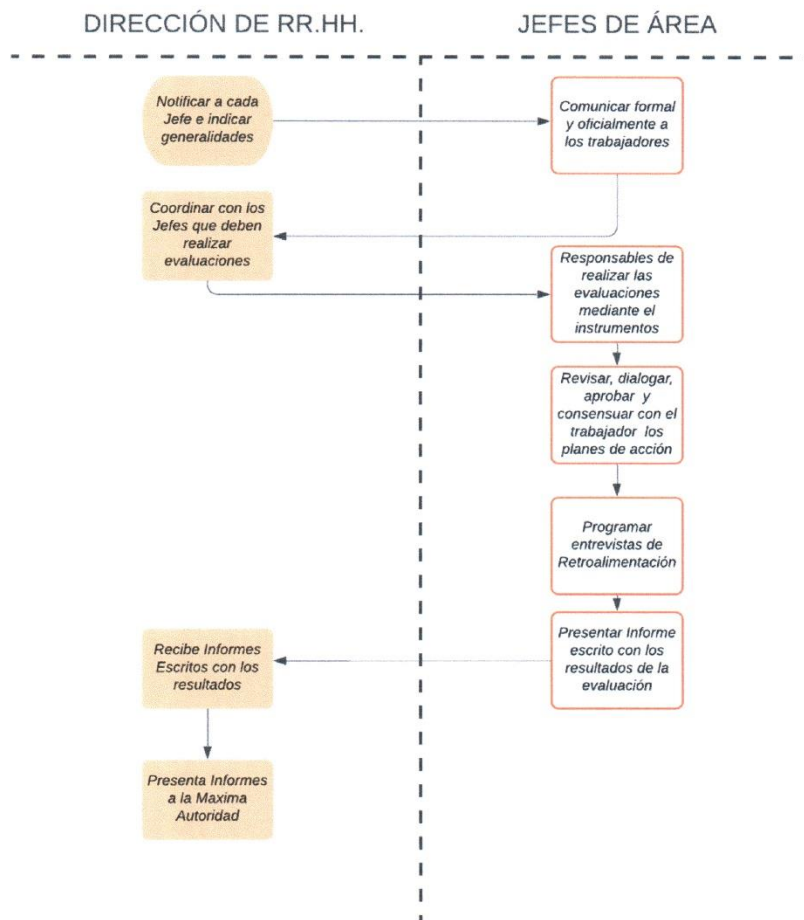 DIRECCIÓN DE RR.HH.
JEFES DE ÁREA
Notificar a cada
Jefe e indicar
generalidades
Comunicar formal
y oficialmente a
los trabajadores
Coordinar con los
Jefes que deben
realizar
evaluaciones
Responsables de
realizar las
evaluaciones
mediante el
instrumentos
Revisar, dialogar,
aprobar y
consensuar con el
trabajador los
planes de acción
Programar
entrevistas de
Retroalimentación
Presentar Informe
escrito con los
resultados de la
evaluación
Recibe Informes
Escritos con los
resultados
Presenta Informes
a la Maxima
Autoridad